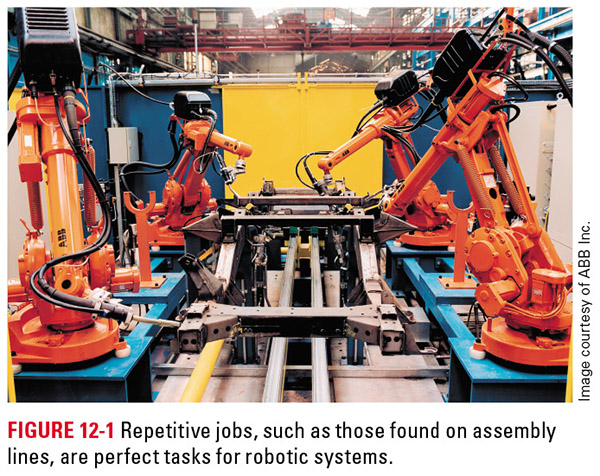 ABB
ABB
Image courtesy of ABB Inc.
FIGURE 12-1 Repetitive jobs, such as those found on assembly
lines, are perfect tasks for robotic systems.